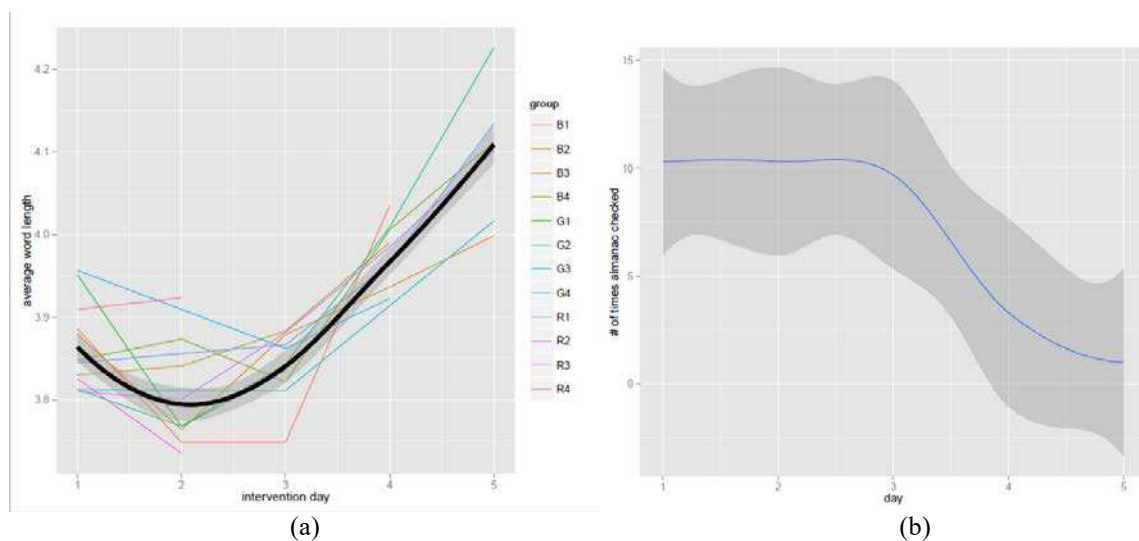 4.2
4.1
4.0
3.9
3.8
average word length
1 2 3 4 5
intervention day
group
B1
B2
B3
B4
G1
G2
G3
G4
R1
R2
R3
R4
(a)
15
10
5
0
# of times almanac checked
1 2 3 4 5
day
(b)